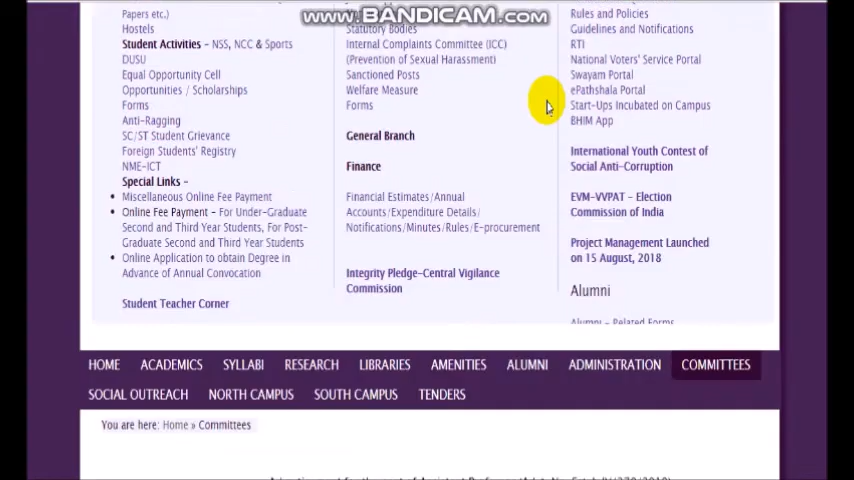 www.BANDICAM.com
Papers etc.)
Hostels
Student Activities - NSS, NCC & Sports
DUSU
Equal Opportunity Cell
Opportunities / Scholarships
Forms
Anti-Ragging
SC/ST Student Grievance
Foreign Students' Registry
NME-ICT
Special Links -
Miscellaneous Online Fee Payment
Online Fee Payment - For Under-Graduate
Second and Third Year Students, For Post-
Graduate Second and Third Year Students
Online Application to obtain Degree in
Advance of Annual Convocation
Student Teacher Corner
Statutory Bodies
Internal Complaints Committee (ICC)
(Prevention of Sexual Harassment)
Sanctioned Posts
Welfare Measure
Forms
General Branch
Finance
Financial Estimates/Annual
Accounts/Expenditure Details/
Notifications/Minutes/Rules/E-procurement
Integrity Pledge-Central Vigilance
Commission
Rules and Policies
Guidelines and Notifications
RTI
National Voters' Service Portal
Swayam Portal
ePathshala Portal
Start-Ups Incubated on Campus
BHIM App
International Youth Contest of
Social Anti-Corruption
EVM-VVPAT - Election
Commission of India
Project Management Launched
on 15 August, 2018
Alumni
Alumni - Related Forms
HOME ACADEMICS SYLLABI RESEARCH LIBRARIES AMENITIES ALUMNI ADMINISTRATION COMMITTEES
SOCIAL OUTREACH NORTH CAMPUS SOUTH CAMPUS TENDERS
You are here: Home » Committees